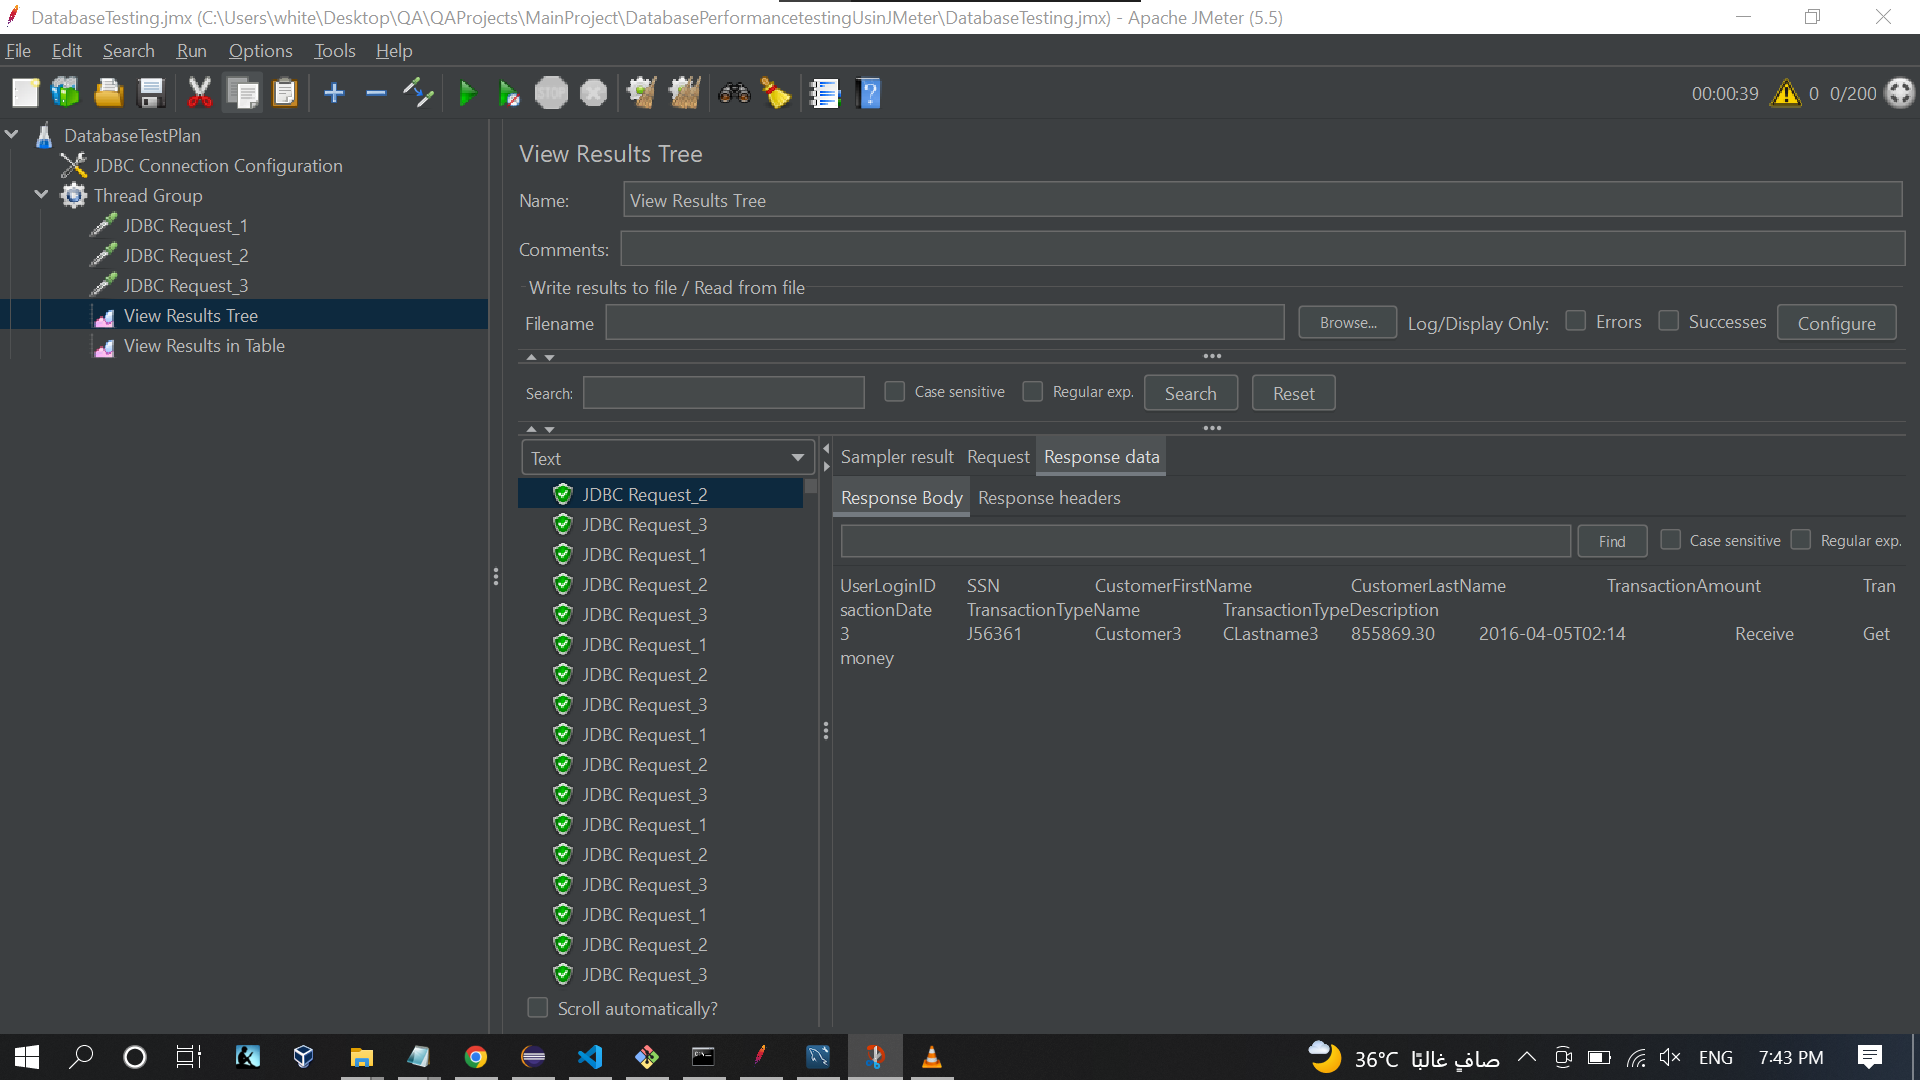 DatabaseTesting.jmx (C:\Users\white\Desktop\QA\QAProjects\MainProject\DatabasePerformancetestingUsinJMeter\DatabaseTesting.jmx) - Apache JMeter (5.5)
File Edit Search Run Options Tools Help
STOP
00:00:39 0 0/200
DatabaseTestPlan
JDBC Connection Configuration
Thread Group
JDBC Request_1
JDBC Request_2
JDBC Request_3
View Results Tree
View Results in Table
View Results Tree
Name: View Results Tree
Comments:
Write results to file / Read from file
Filename Browse... Log/Display Only: Errors Successes Configure
Search: Case sensitive Regular exp. Search Reset
Text
JDBC Request_2
JDBC Request_3
JDBC Request_1
JDBC Request_2
JDBC Request_3
JDBC Request_1
JDBC Request_2
JDBC Request_3
JDBC Request_1
JDBC Request_2
JDBC Request_3
JDBC Request_1
JDBC Request_2
JDBC Request_3
JDBC Request_1
JDBC Request_2
JDBC Request_3
Scroll automatically?
Sampler result Request Response data
Response Body Response headers
Find Case sensitive Regular exp.
UserLoginID SSN CustomerFirstName CustomerLastName TransactionAmount Tran
sactionDate TransactionTypeName TransactionTypeDescription
3 J56361 Customer3 CLastname3 855869.30 2016-04-05T02:14 Receive Get
money
36°C صافٍ غالبًا ENG 7:43 PM